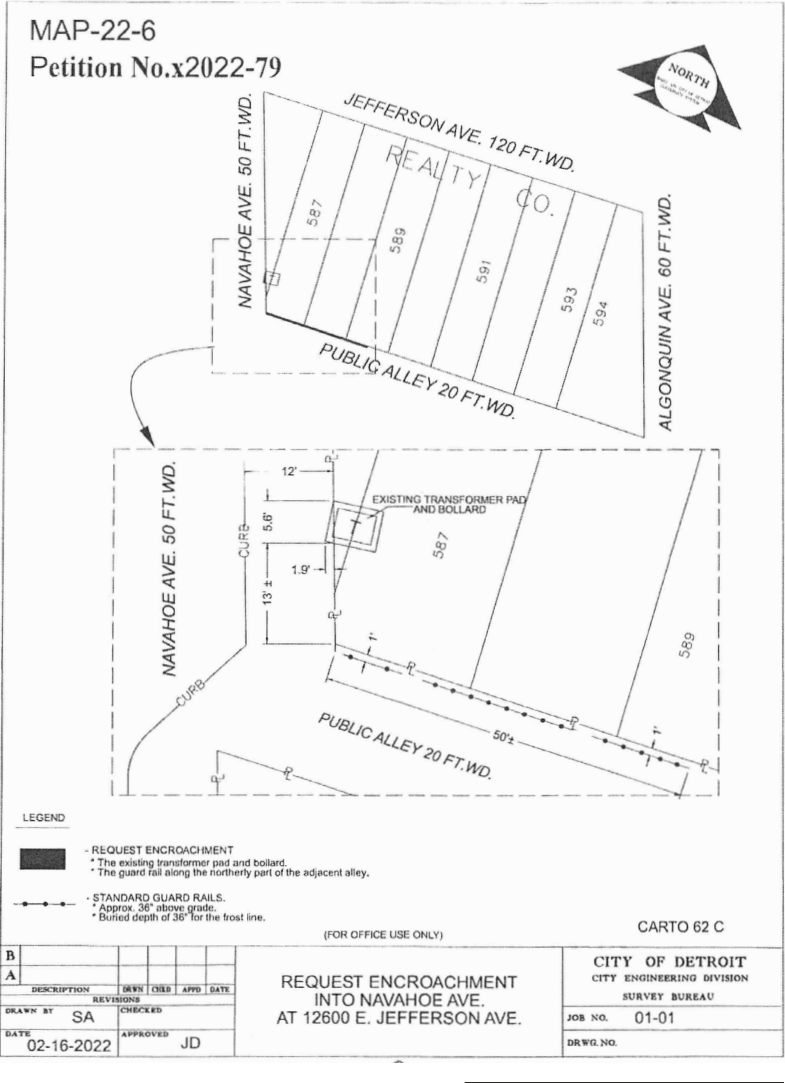 MAP-22-6
Petition No.x2022-79
NORTH
JEFFERSON AVE. 120 FT.WD.
NAVAHOE AVE. 50 FT.WD.
REALTY CO.
ALGONQUIN AVE. 60 FT.WD.
587
589
591
593
594
PUBLIC ALLEY 20 FT.WD.
NAVAHOE AVE. 50 FT.WD.
PL
12'
EXISTING TRANSFORMER PAD
AND BOLLARD
5.6'
CURB
587
1.9'
13' ±
PL
1'
589
PL
CURB
PL
1'
PUBLIC ALLEY 20 FT.WD.
50'±
PL
PL
PL
LEGEND
- REQUEST ENCROACHMENT
* The existing transformer pad and bollard.
* The guard rail along the northerly part of the adjacent alley.
- STANDARD GUARD RAILS.
* Approx. 36" above grade.
* Buried depth of 36" for the frost line.
(FOR OFFICE USE ONLY)
CARTO 62 C
B
A
DESCRIPTION DRWN CHKD APPD DATE
REVISIONS
DRAWN BY SA
CHECKED
DATE 02-16-2022
APPROVED JD
REQUEST ENCROACHMENT
INTO NAVAHOE AVE.
AT 12600 E. JEFFERSON AVE.
CITY OF DETROIT
CITY ENGINEERING DIVISION
SURVEY BUREAU
JOB NO. 01-01
DRWG. NO.